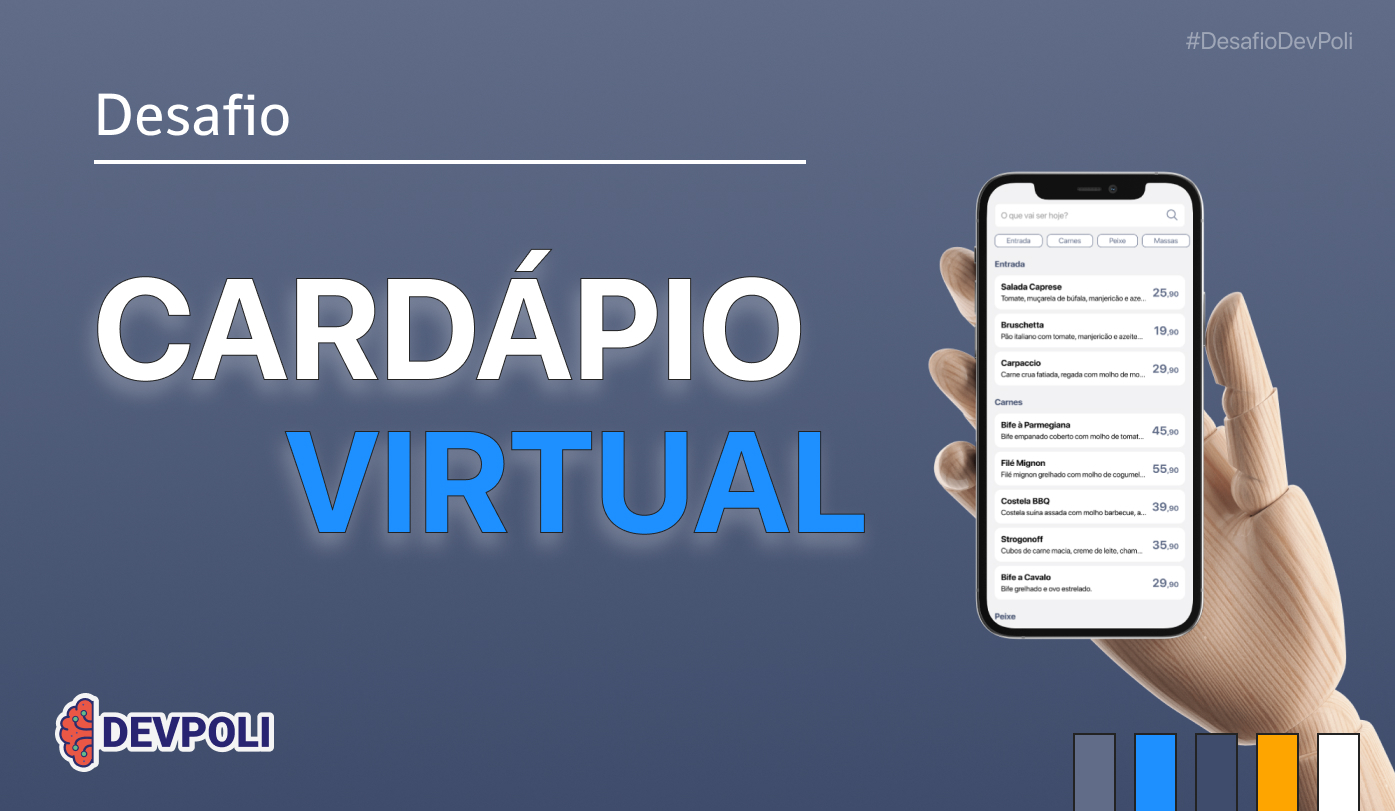 #DesafioDevPoli
Desafio
CARDÁPIO
VIRTUAL
O que vai ser hoje?
Entrada Carnes Peixe Massas
Entrada
Salada Caprese
Tomate, muçarela de búfala, manjericão e aze... 25,90
Bruschetta
Pão italiano com tomate, manjericão e azeite... 19,90
Carpaccio
Carne crua fatiada, regada com molho de mo... 29,90
Carnes
Bife à Parmegiana
Bife empanado coberto com molho de tomat... 45,90
Filé Mignon
Filé mignon grelhado com molho de cogumel... 55,90
Costela BBQ
Costela suína assada com molho barbecue, a... 39,90
Strogonoff
Cubos de carne macia, creme de leite, cham... 35,90
Bife a Cavalo
Bife grelhado e ovo estrelado. 29,90
Peixe
DEVPOLI